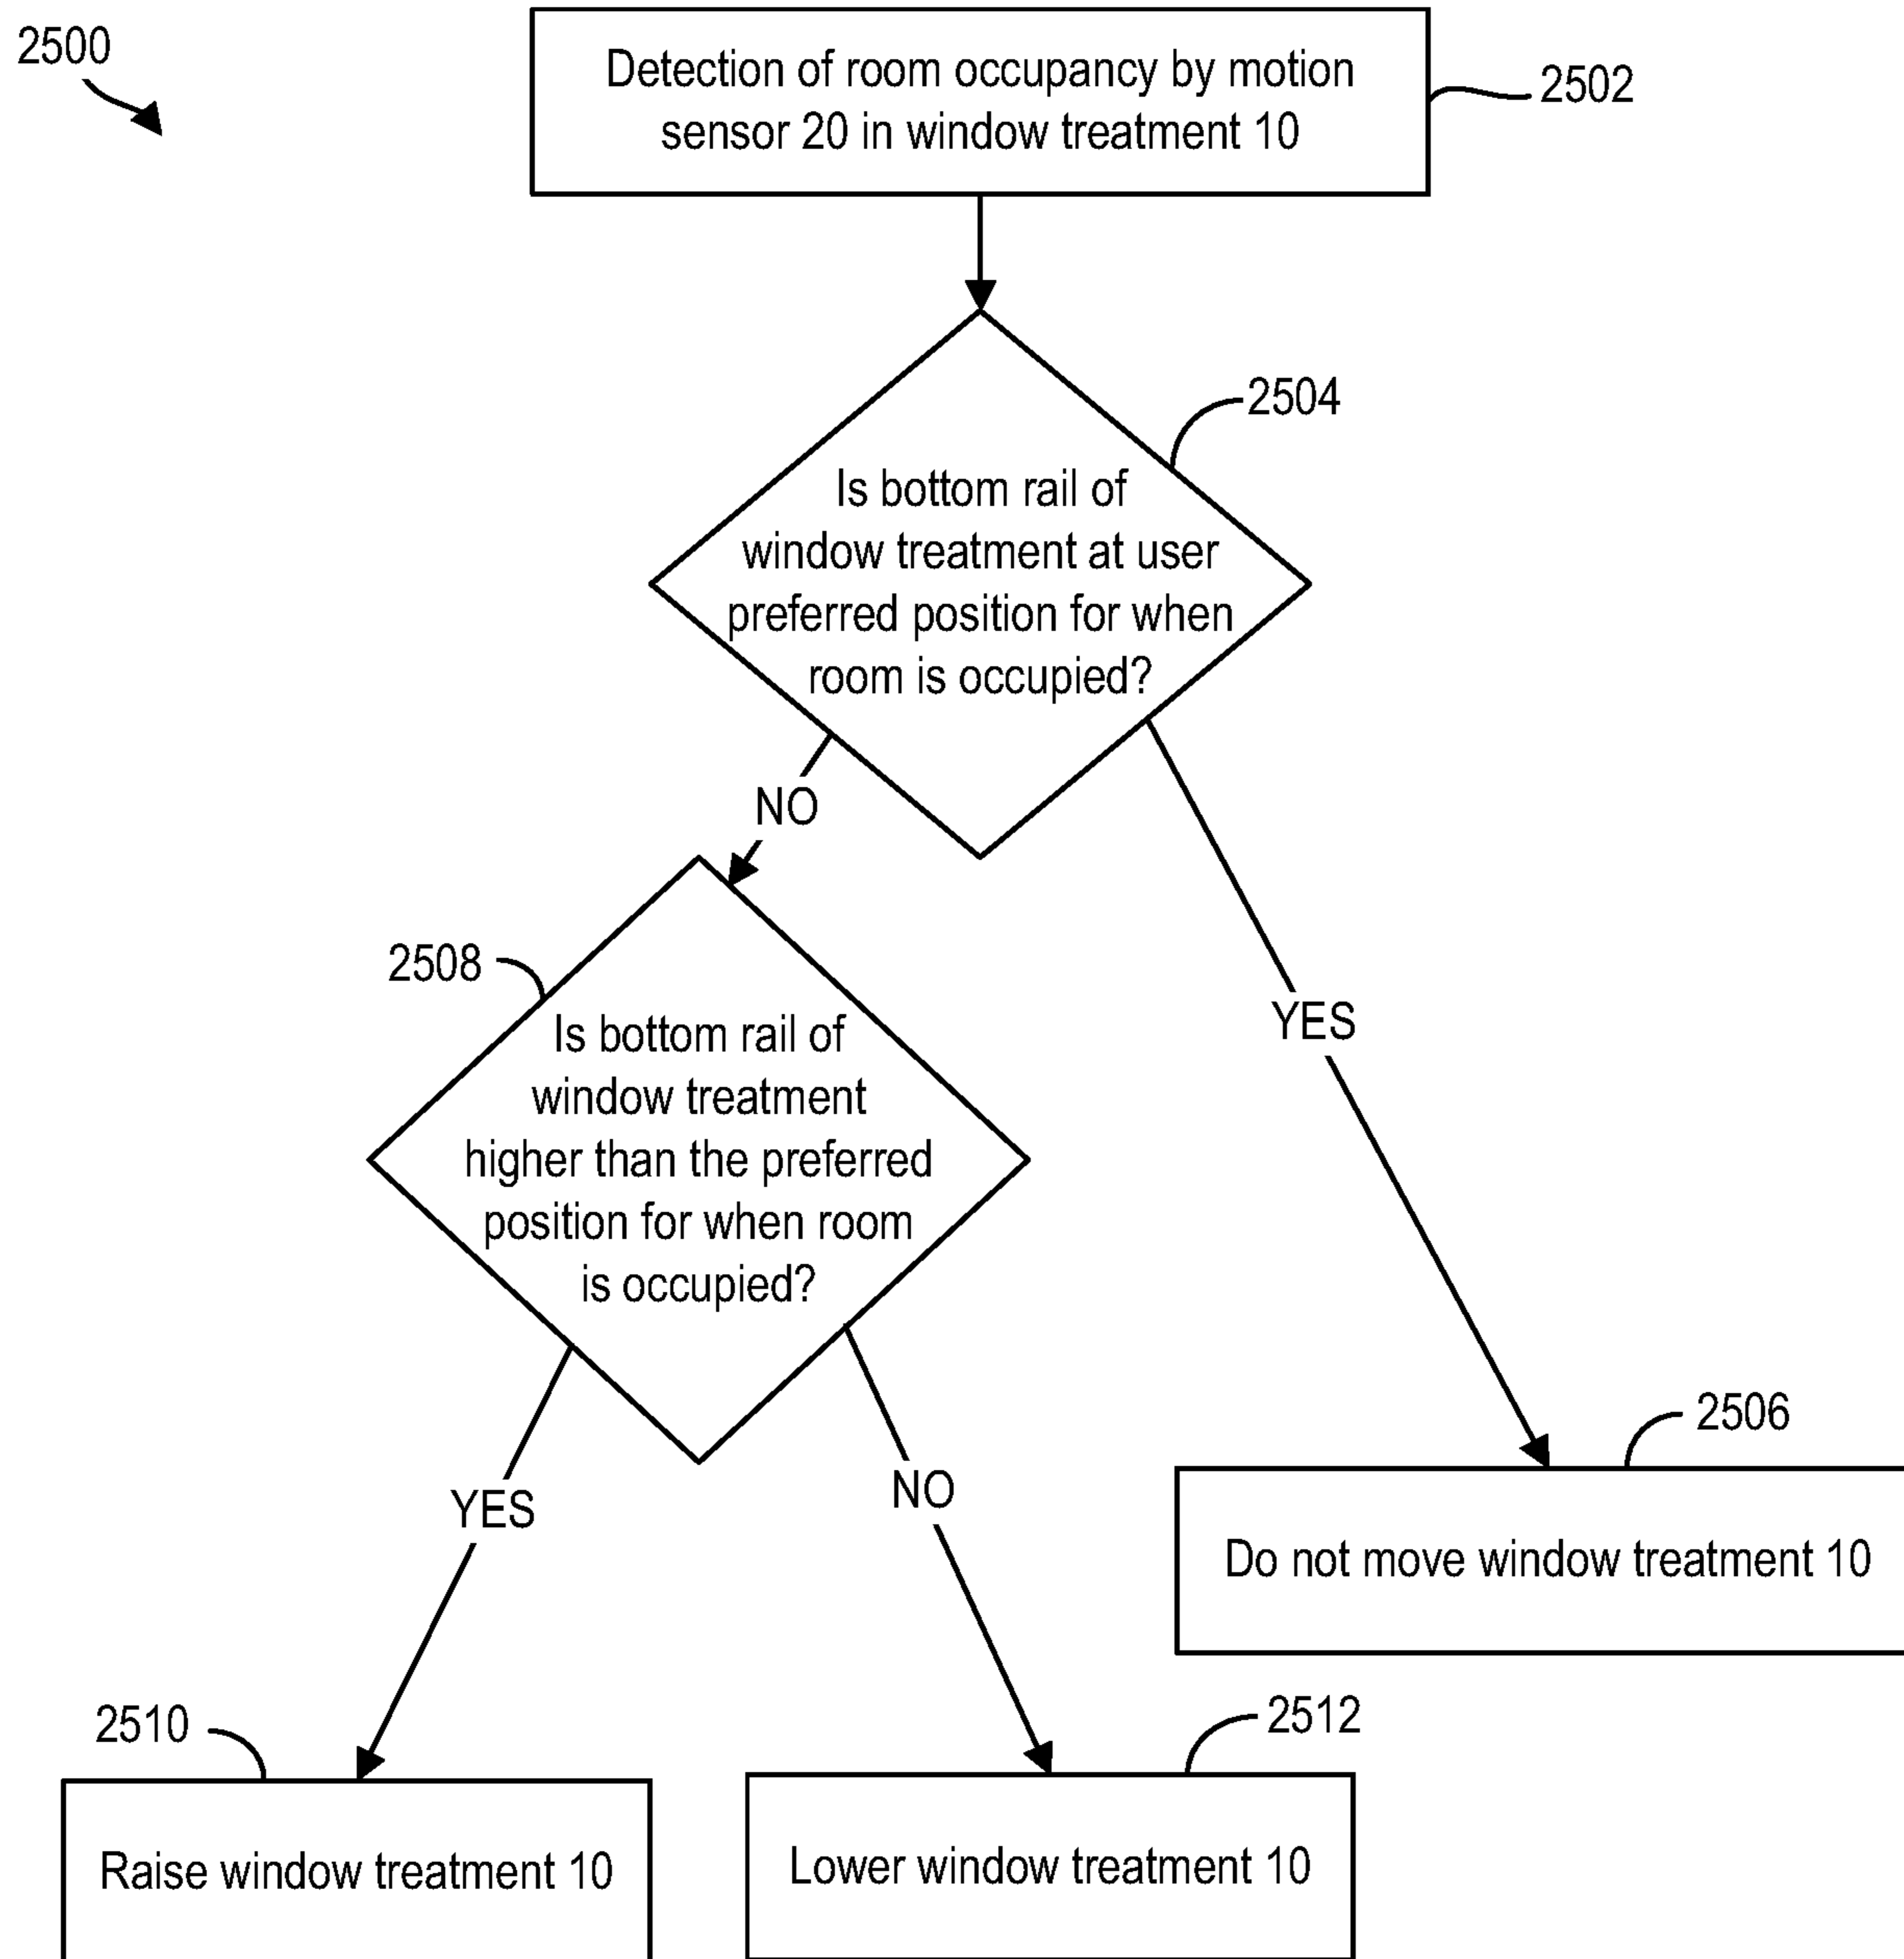 2500
Detection of room occupancy by motion
sensor 20 in window treatment 10
2502
2504
Is bottom rail of
window treatment at user
preferred position for when
room is occupied?
NO
YES
2508
Is bottom rail of
window treatment
higher than the preferred
position for when room
is occupied?
YES
NO
2506
Do not move window treatment 10
2510
Raise window treatment 10
2512
Lower window treatment 10